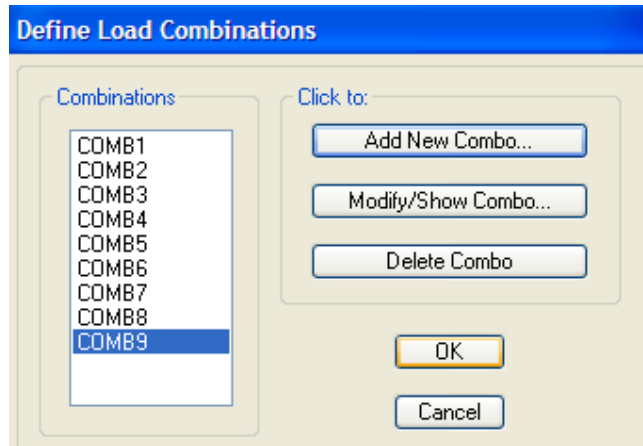 Define Load Combinations
Combinations
COMB1
COMB2
COMB3
COMB4
COMB5
COMB6
COMB7
COMB8
COMB9
Click to:
Add New Combo...
Modify/Show Combo...
Delete Combo
OK
Cancel